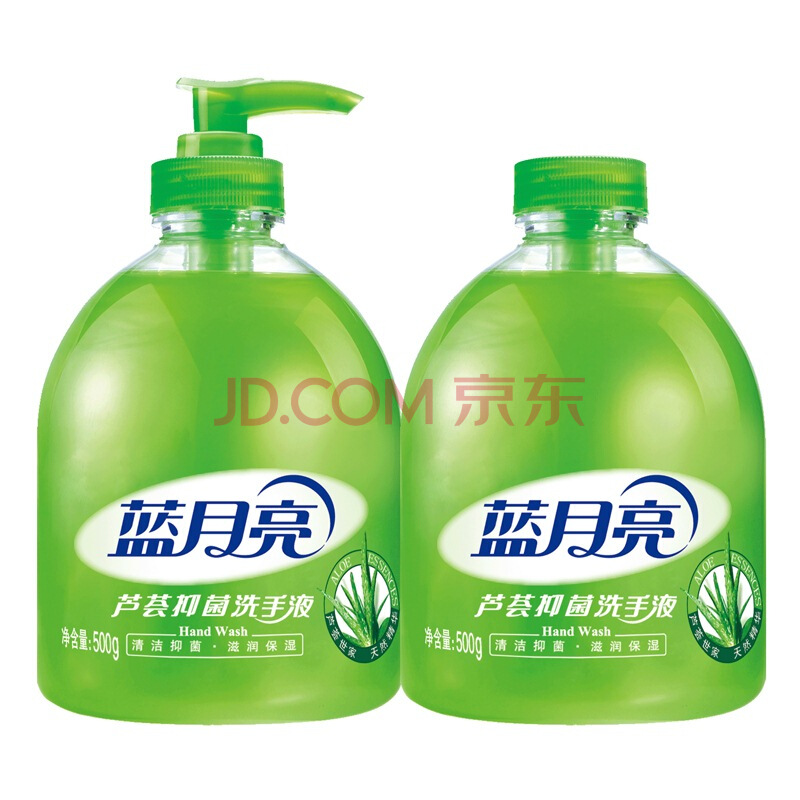 JD.COM 京东
蓝月亮
芦荟抑菌洗手液
Hand Wash
净含量:500g
清洁抑菌·滋润保湿
ALOE ESSENCES
芦荟世家 天然精华
蓝月亮
芦荟抑菌洗手液
Hand Wash
净含量:500g
清洁抑菌·滋润保湿
ALOE ESSENCES
芦荟世家 天然精华